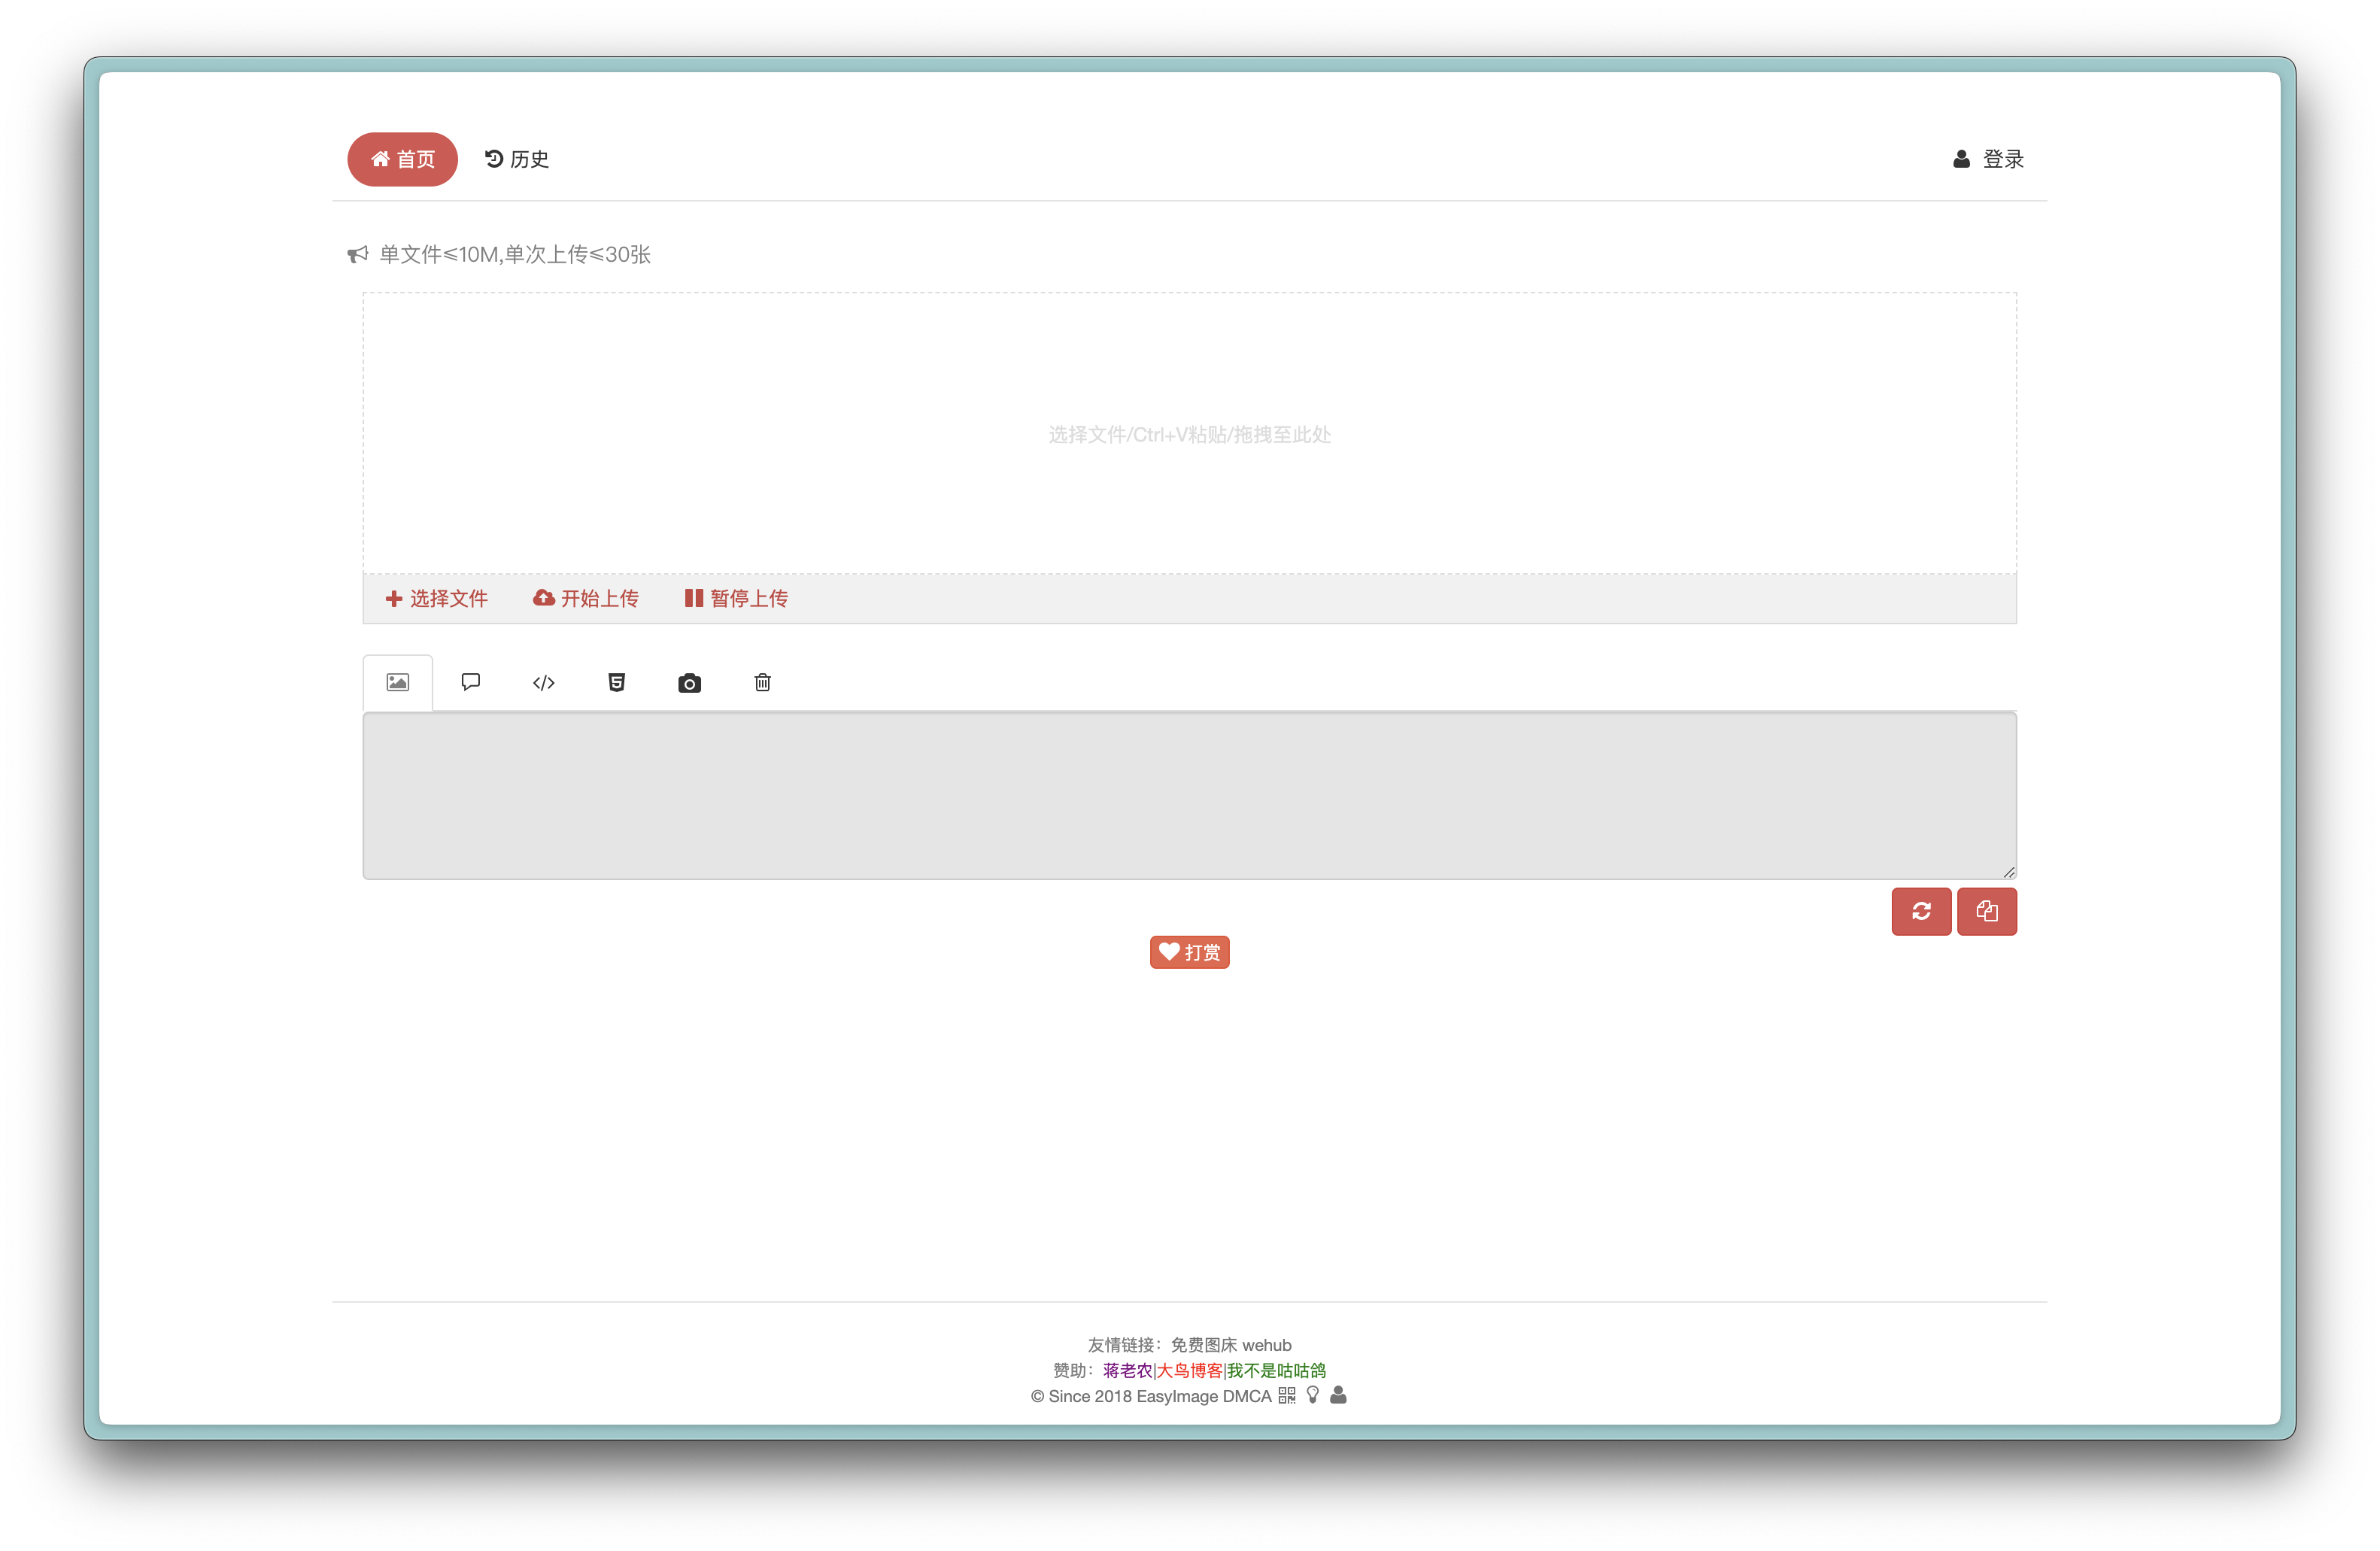 首页 历史 登录
单文件≤10M,单次上传≤30张
选择文件/Ctrl+V粘贴/拖拽至此处
选择文件 开始上传 暂停上传
打赏
友情链接：免费图床 wehub
赞助：蒋老农|大鸟博客|我不是咕咕鸽
© Since 2018 EasyImage DMCA